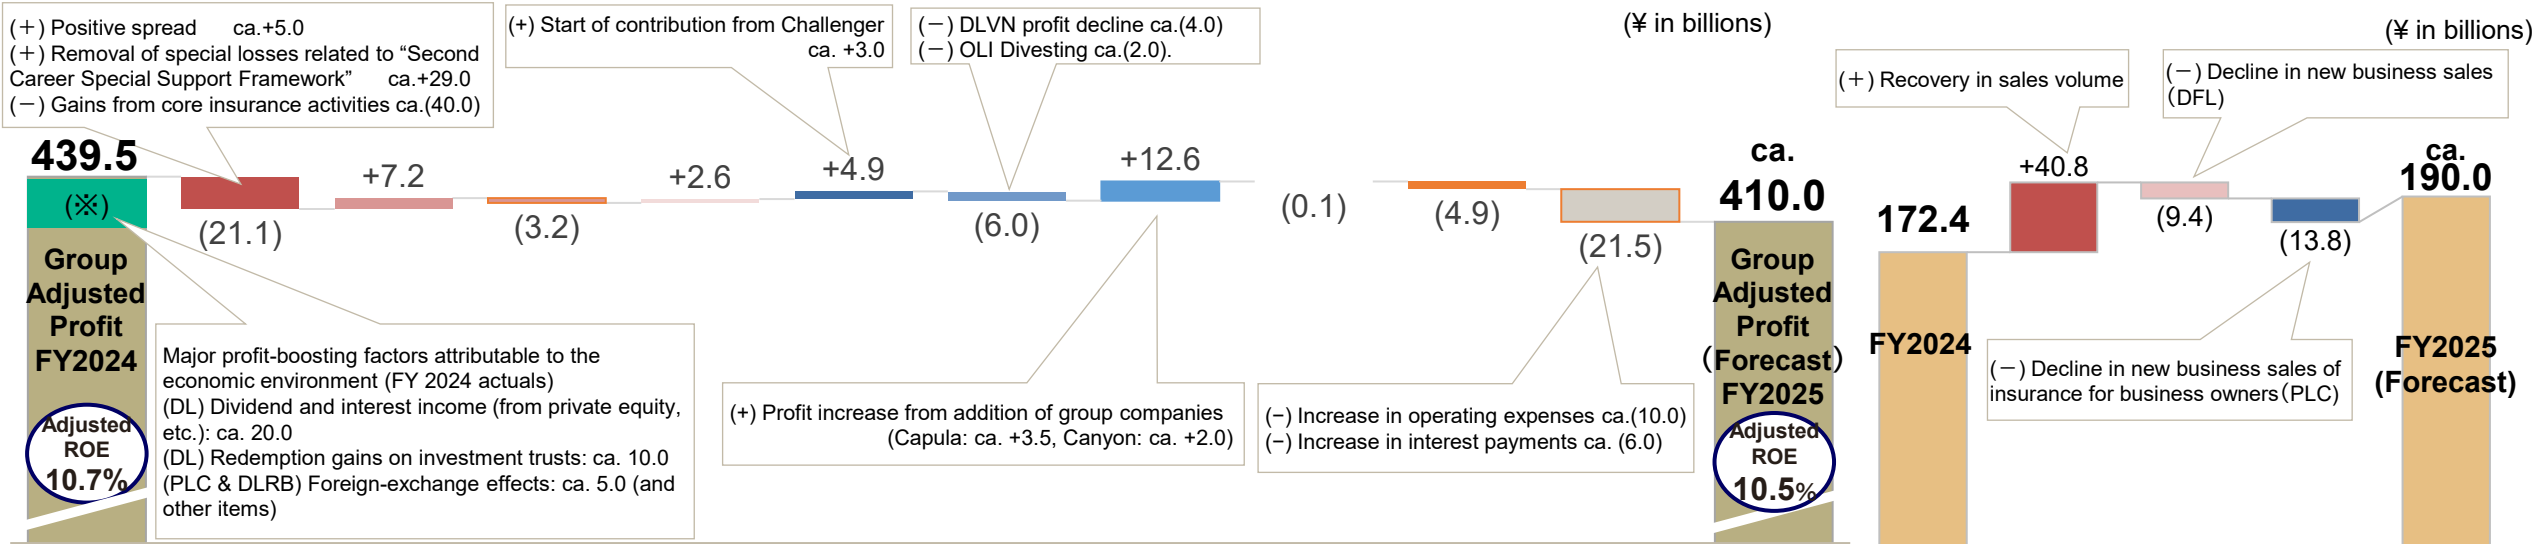 (＋) Positive spread ca.+5.0
(＋) Removal of special losses related to “Second
Career Special Support Framework” ca.+29.0
(－) Gains from core insurance activities ca.(40.0)
(+) Start of contribution from Challenger
ca. +3.0
(－) DLVN profit decline ca.(4.0)
(－) OLI Divesting ca.(2.0).
(¥ in billions)
439.5
(※)
(21.1)
+7.2
(3.2)
+2.6
+4.9
(6.0)
+12.6
(0.1)
(4.9)
(21.5)
ca.
410.0
Group
Adjusted
Profit
FY2024
Adjusted
ROE
10.7%
Major profit-boosting factors attributable to the
economic environment (FY 2024 actuals)
(DL) Dividend and interest income (from private equity,
etc.): ca. 20.0
(DL) Redemption gains on investment trusts: ca. 10.0
(PLC & DLRB) Foreign-exchange effects: ca. 5.0 (and
other items)
(+) Profit increase from addition of group companies
(Capula: ca. +3.5, Canyon: ca. +2.0)
(−) Increase in operating expenses ca.(10.0)
(−) Increase in interest payments ca. (6.0)
Group
Adjusted
Profit
(Forecast)
FY2025
Adjusted
ROE
10.5%
(¥ in billions)
(＋) Recovery in sales volume
(－) Decline in new business sales
(DFL)
172.4
+40.8
(9.4)
(13.8)
ca.
190.0
FY2024
(－) Decline in new business sales of
insurance for business owners(PLC)
FY2025
(Forecast)